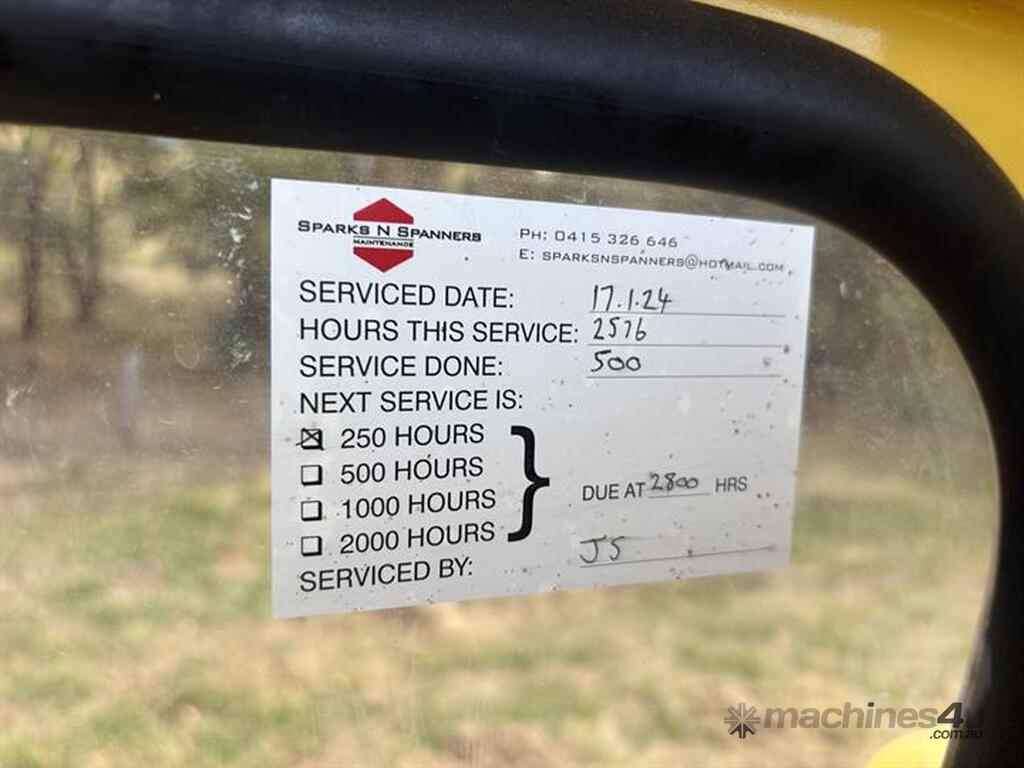 SPARKS N SPANNERS
MAINTENANCE
PH: 0415 326 646
E: SPARKSNSPANNERS@HOTMAIL.COM
SERVICED DATE: 17.1.24
HOURS THIS SERVICE: 2576
SERVICE DONE: 500
NEXT SERVICE IS:
☒ 250 HOURS
☐ 500 HOURS
☐ 1000 HOURS
☐ 2000 HOURS
DUE AT 2800 HRS
SERVICED BY: JS
machines4u
.com.au